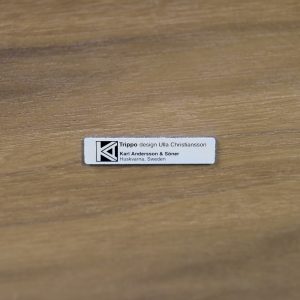 Trippo design Ulla Christiansson
Karl Andersson & Söner
Huskvarna, Sweden